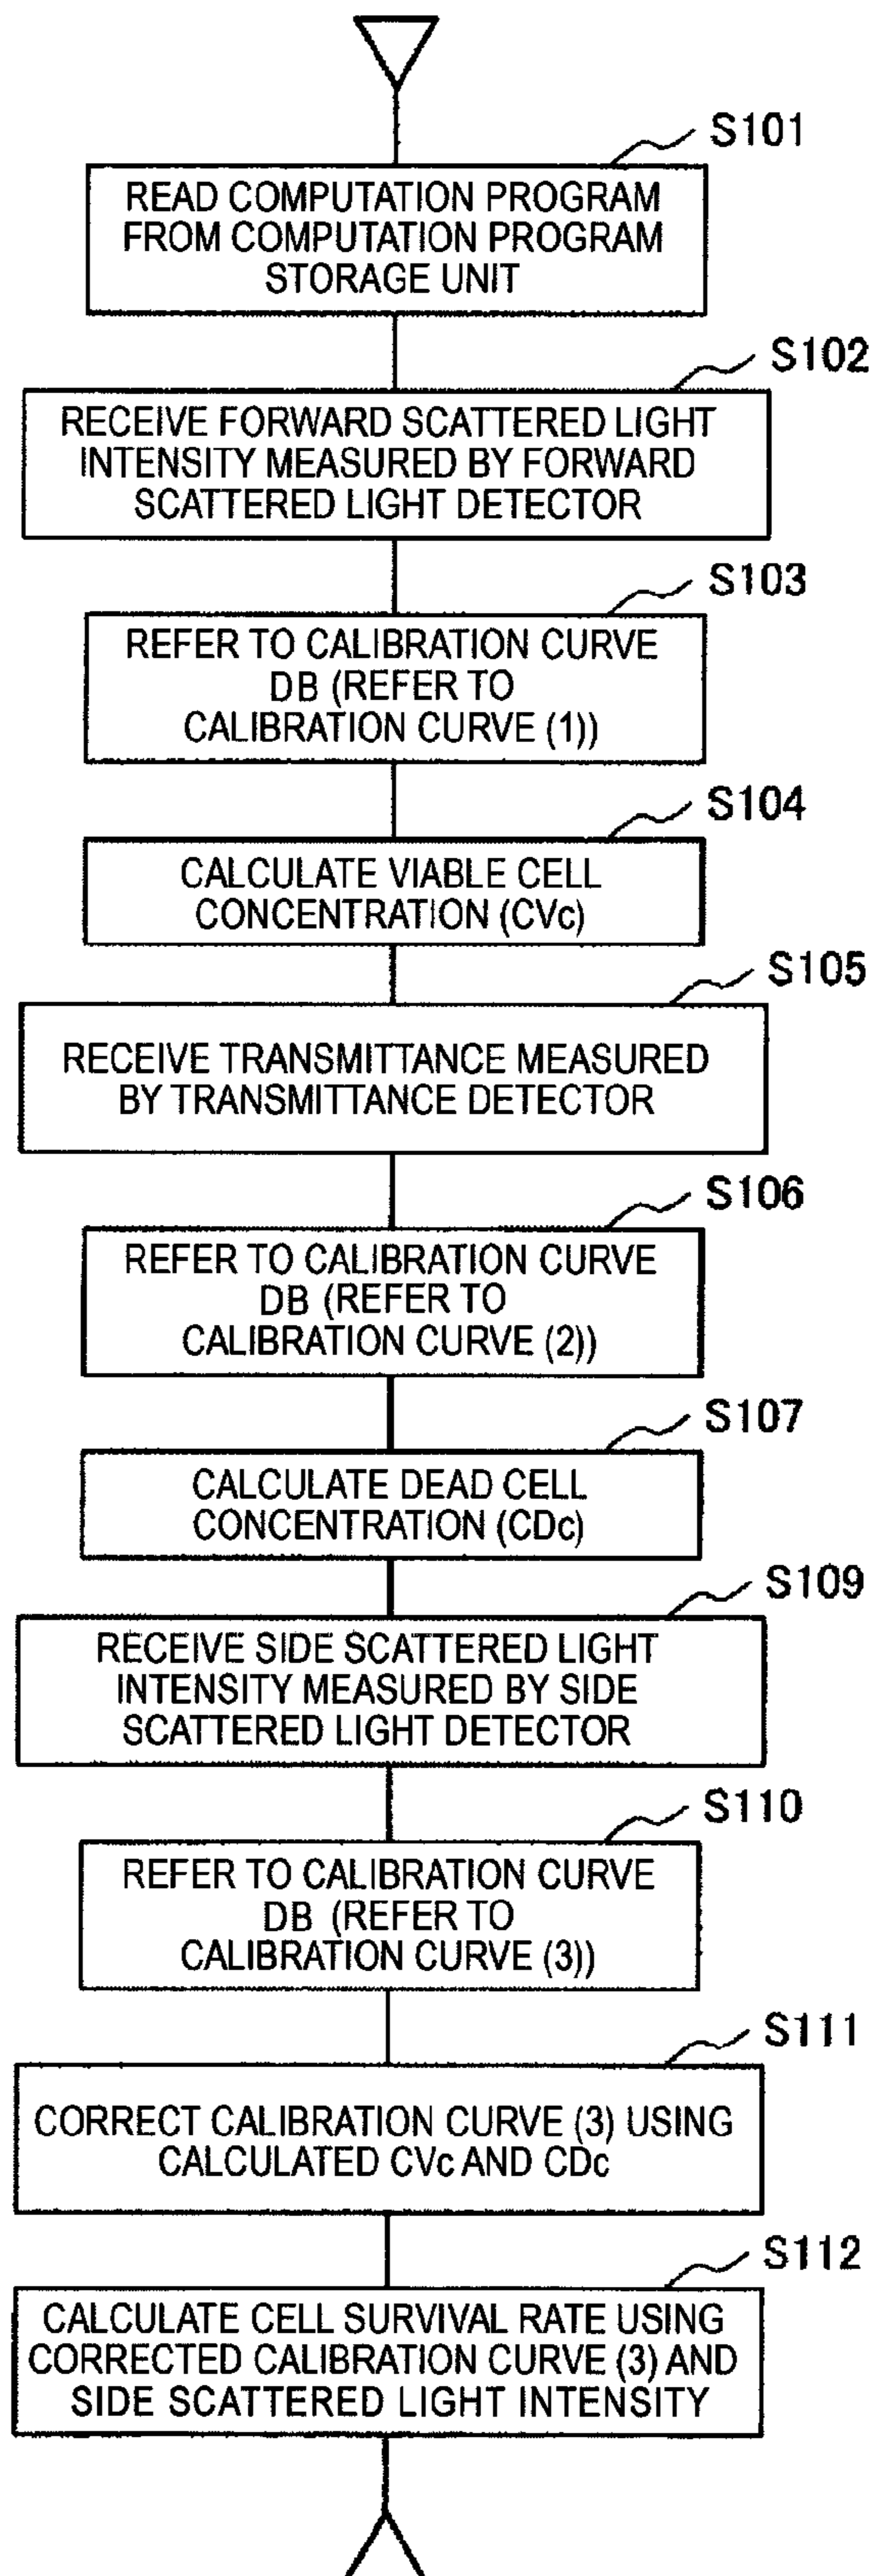 S101
READ COMPUTATION PROGRAM
FROM COMPUTATION PROGRAM
STORAGE UNIT
S102
RECEIVE FORWARD SCATTERED LIGHT
INTENSITY MEASURED BY FORWARD
SCATTERED LIGHT DETECTOR
S103
REFER TO CALIBRATION CURVE
DB (REFER TO
CALIBRATION CURVE (1))
S104
CALCULATE VIABLE CELL
CONCENTRATION (CVc)
S105
RECEIVE TRANSMITTANCE MEASURED
BY TRANSMITTANCE DETECTOR
S106
REFER TO CALIBRATION CURVE
DB (REFER TO
CALIBRATION CURVE (2))
S107
CALCULATE DEAD CELL
CONCENTRATION (CDc)
S109
RECEIVE SIDE SCATTERED LIGHT
INTENSITY MEASURED BY SIDE
SCATTERED LIGHT DETECTOR
S110
REFER TO CALIBRATION CURVE
DB (REFER TO
CALIBRATION CURVE (3))
S111
CORRECT CALIBRATION CURVE (3) USING
CALCULATED CVc AND CDc
S112
CALCULATE CELL SURVIVAL RATE USING
CORRECTED CALIBRATION CURVE (3) AND
SIDE SCATTERED LIGHT INTENSITY